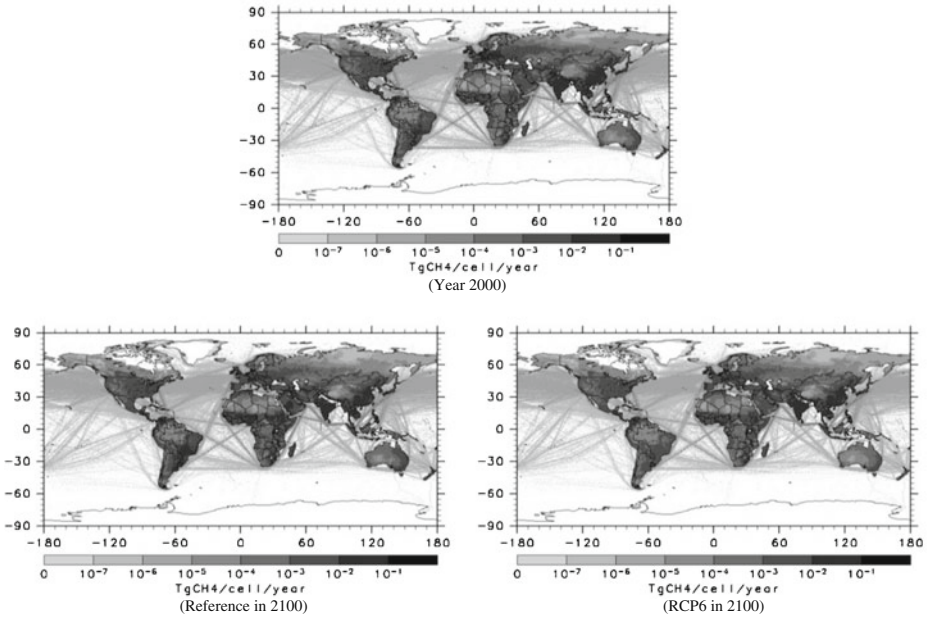 90
60
30
0
-30
-60
-90
-180 -120 -60 0 60 120 180
0 10⁻⁷ 10⁻⁶ 10⁻⁵ 10⁻⁴ 10⁻³ 10⁻² 10⁻¹
TgCH4/cell/year
(Year 2000)
90 90
60 60
30 30
0 0
-30 -30
-60 -60
-90 -90
-180 -120 -60 0 60 120 180 -180 -120 -60 0 60 120 180
0 10⁻⁷ 10⁻⁶ 10⁻⁵ 10⁻⁴ 10⁻³ 10⁻² 10⁻¹ 0 10⁻⁷ 10⁻⁶ 10⁻⁵ 10⁻⁴ 10⁻³ 10⁻² 10⁻¹
TgCH4/cell/year TgCH4/cell/year
(Reference in 2100) (RCP6 in 2100)